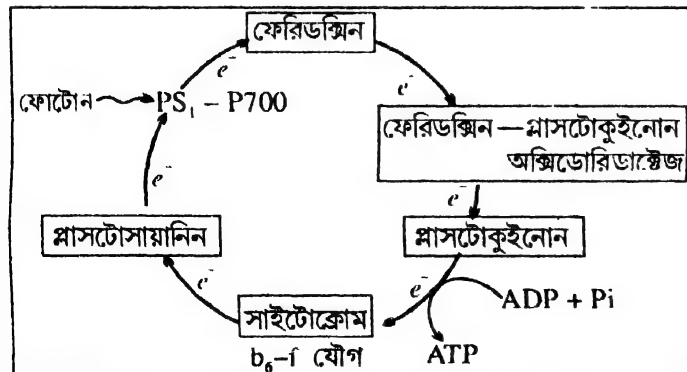 ফেরিডক্সিন
e⁻
e⁻
ফোটোন
PS₁ – P700
ফেরিডক্সিন — প্লাসটোকুইনোন
অক্সিডোরিডাক্টেজ
e⁻
e⁻
প্লাসটোসায়ানিন
প্লাসটোকুইনোন
e⁻
e⁻
সাইটোক্রোম
b₆–f যৌগ
ADP + Pi
ATP